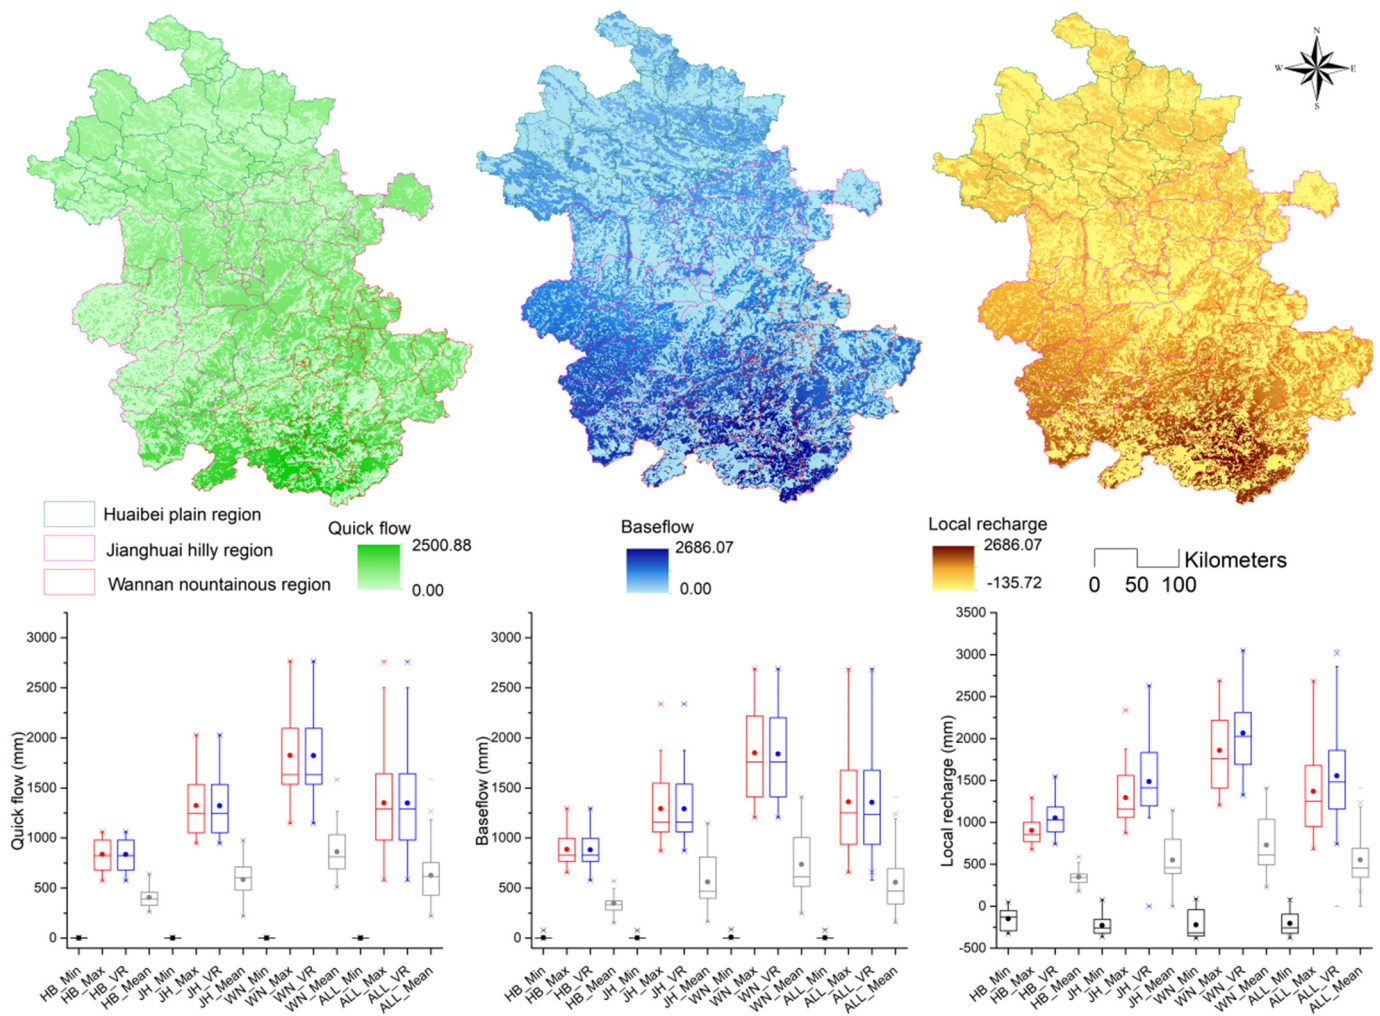 N
W E
S
Huaibei plain region
Jianghuai hilly region
Wannan nountainous region
Quick flow
2500.88
0.00
Baseflow
2686.07
0.00
Local recharge
2686.07
-135.72
Kilometers
0 50 100
Quick flow (mm)
3000
2500
2000
1500
1000
500
0
HB_Min
HB_Max
HB_VR
HB_Mean
JH_Min
JH_Max
JH_VR
JH_Mean
WN_Min
WN_Max
WN_VR
WN_Mean
ALL_Min
ALL_Max
ALL_VR
ALL_Mean
Baseflow (mm)
3000
2500
2000
1500
1000
500
0
HB_Min
HB_Max
HB_VR
HB_Mean
JH_Min
JH_Max
JH_VR
JH_Mean
WN_Min
WN_Max
WN_VR
WN_Mean
ALL_Min
ALL_Max
ALL_VR
ALL_Mean
Local recharge (mm)
3500
3000
2500
2000
1500
1000
500
0
-500
HB_Min
HB_Max
HB_VR
HB_Mean
JH_Min
JH_Max
JH_VR
JH_Mean
WN_Min
WN_Max
WN_VR
WN_Mean
ALL_Min
ALL_Max
ALL_VR
ALL_Mean